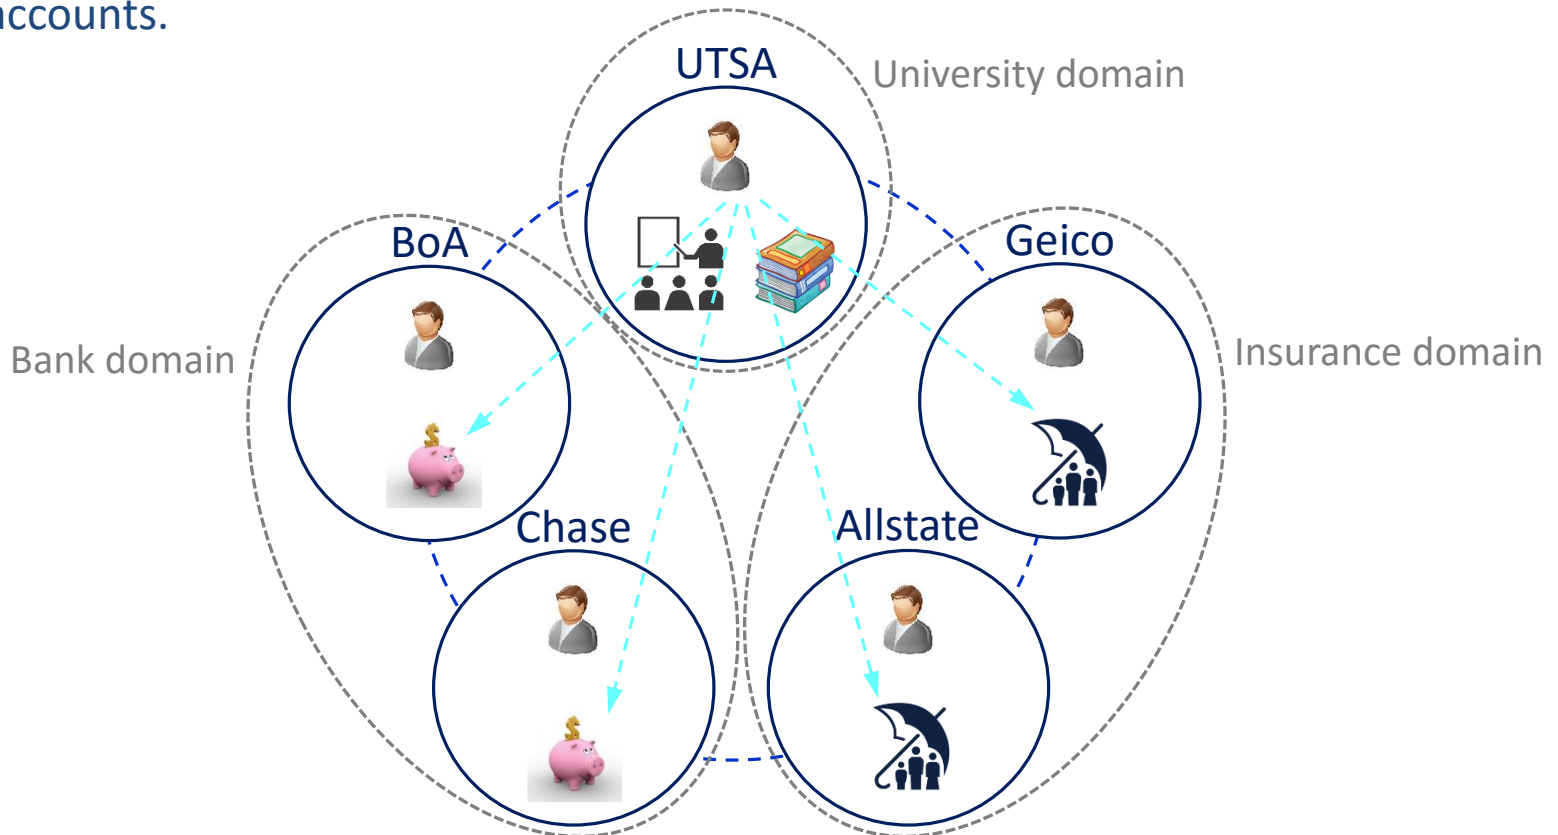 accounts.
UTSA
University domain
BoA
Geico
Bank domain
Insurance domain
Chase
Allstate